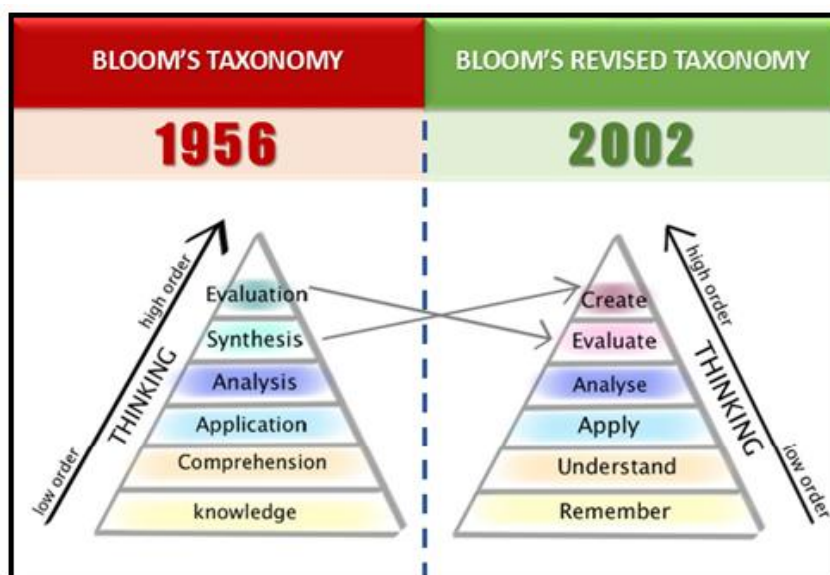 BLOOM'S TAXONOMY
BLOOM'S REVISED TAXONOMY
1956
2002
high order
THINKING
low order
Evaluation
Synthesis
Analysis
Application
Comprehension
knowledge
Create
Evaluate
Analyse
Apply
Understand
Remember
high order
THINKING
low order